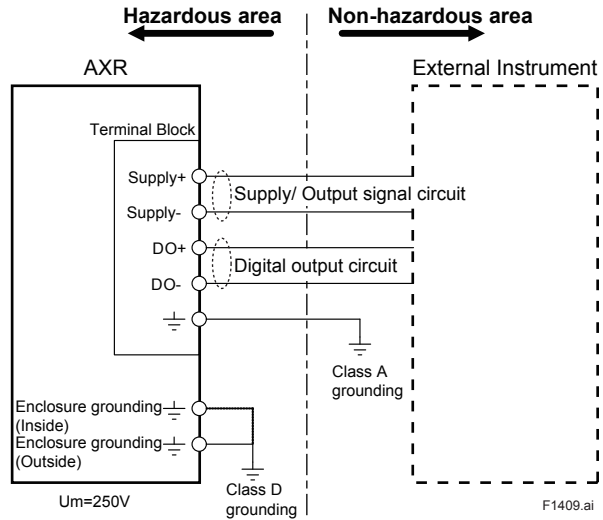 Hazardous area
Non-hazardous area
AXR
External Instrument
Terminal Block
Supply+
Supply/ Output signal circuit
Supply-
DO+
Digital output circuit
DO-
Class A
grounding
Enclosure grounding
(Inside)
Enclosure grounding
(Outside)
Class D
grounding
Um=250V
F1409.ai